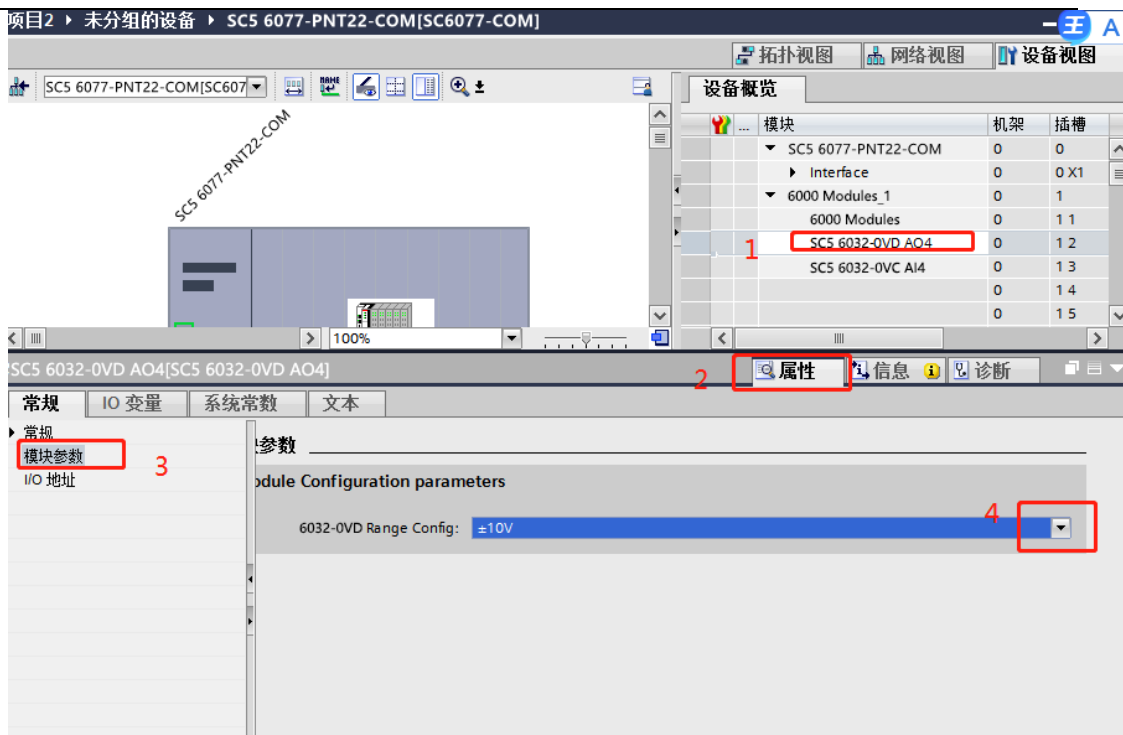 项目2 ▸ 未分组的设备 ▸ SC5 6077-PNT22-COM[SC6077-COM]
王 A
拓扑视图 网络视图 设备视图
SC5 6077-PNT22-COM[SC607
设备概览
... 模块 机架 插槽
SC5 6077-PNT22-COM 0 0
Interface 0 0 X1
6000 Modules_1 0 1
6000 Modules 0 1 1
1 SC5 6032-0VD AO4 0 1 2
SC5 6032-0VC AI4 0 1 3
0 1 4
0 1 5
SC5 6077-PNT22-COM
100%
SC5 6032-0VD AO4[SC5 6032-0VD AO4]
2 属性 信息 诊断
常规 IO 变量 系统常数 文本
常规
模块参数 3
I/O 地址
块参数
odule Configuration parameters
6032-0VD Range Config: ±10V 4